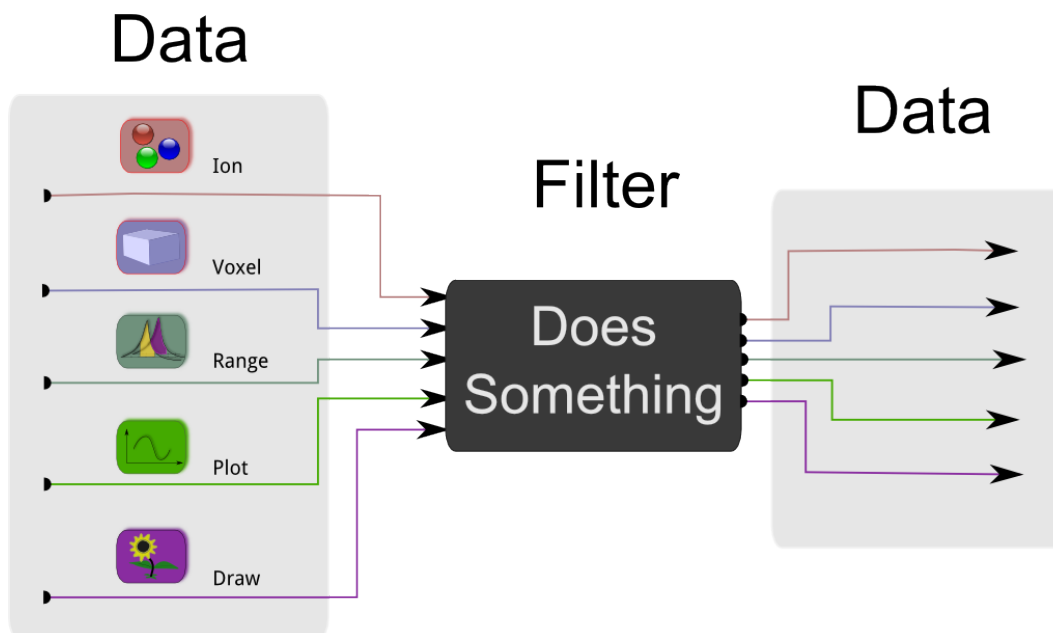 Data
Ion
Voxel
Range
Plot
Draw
Filter
Does
Something
Data